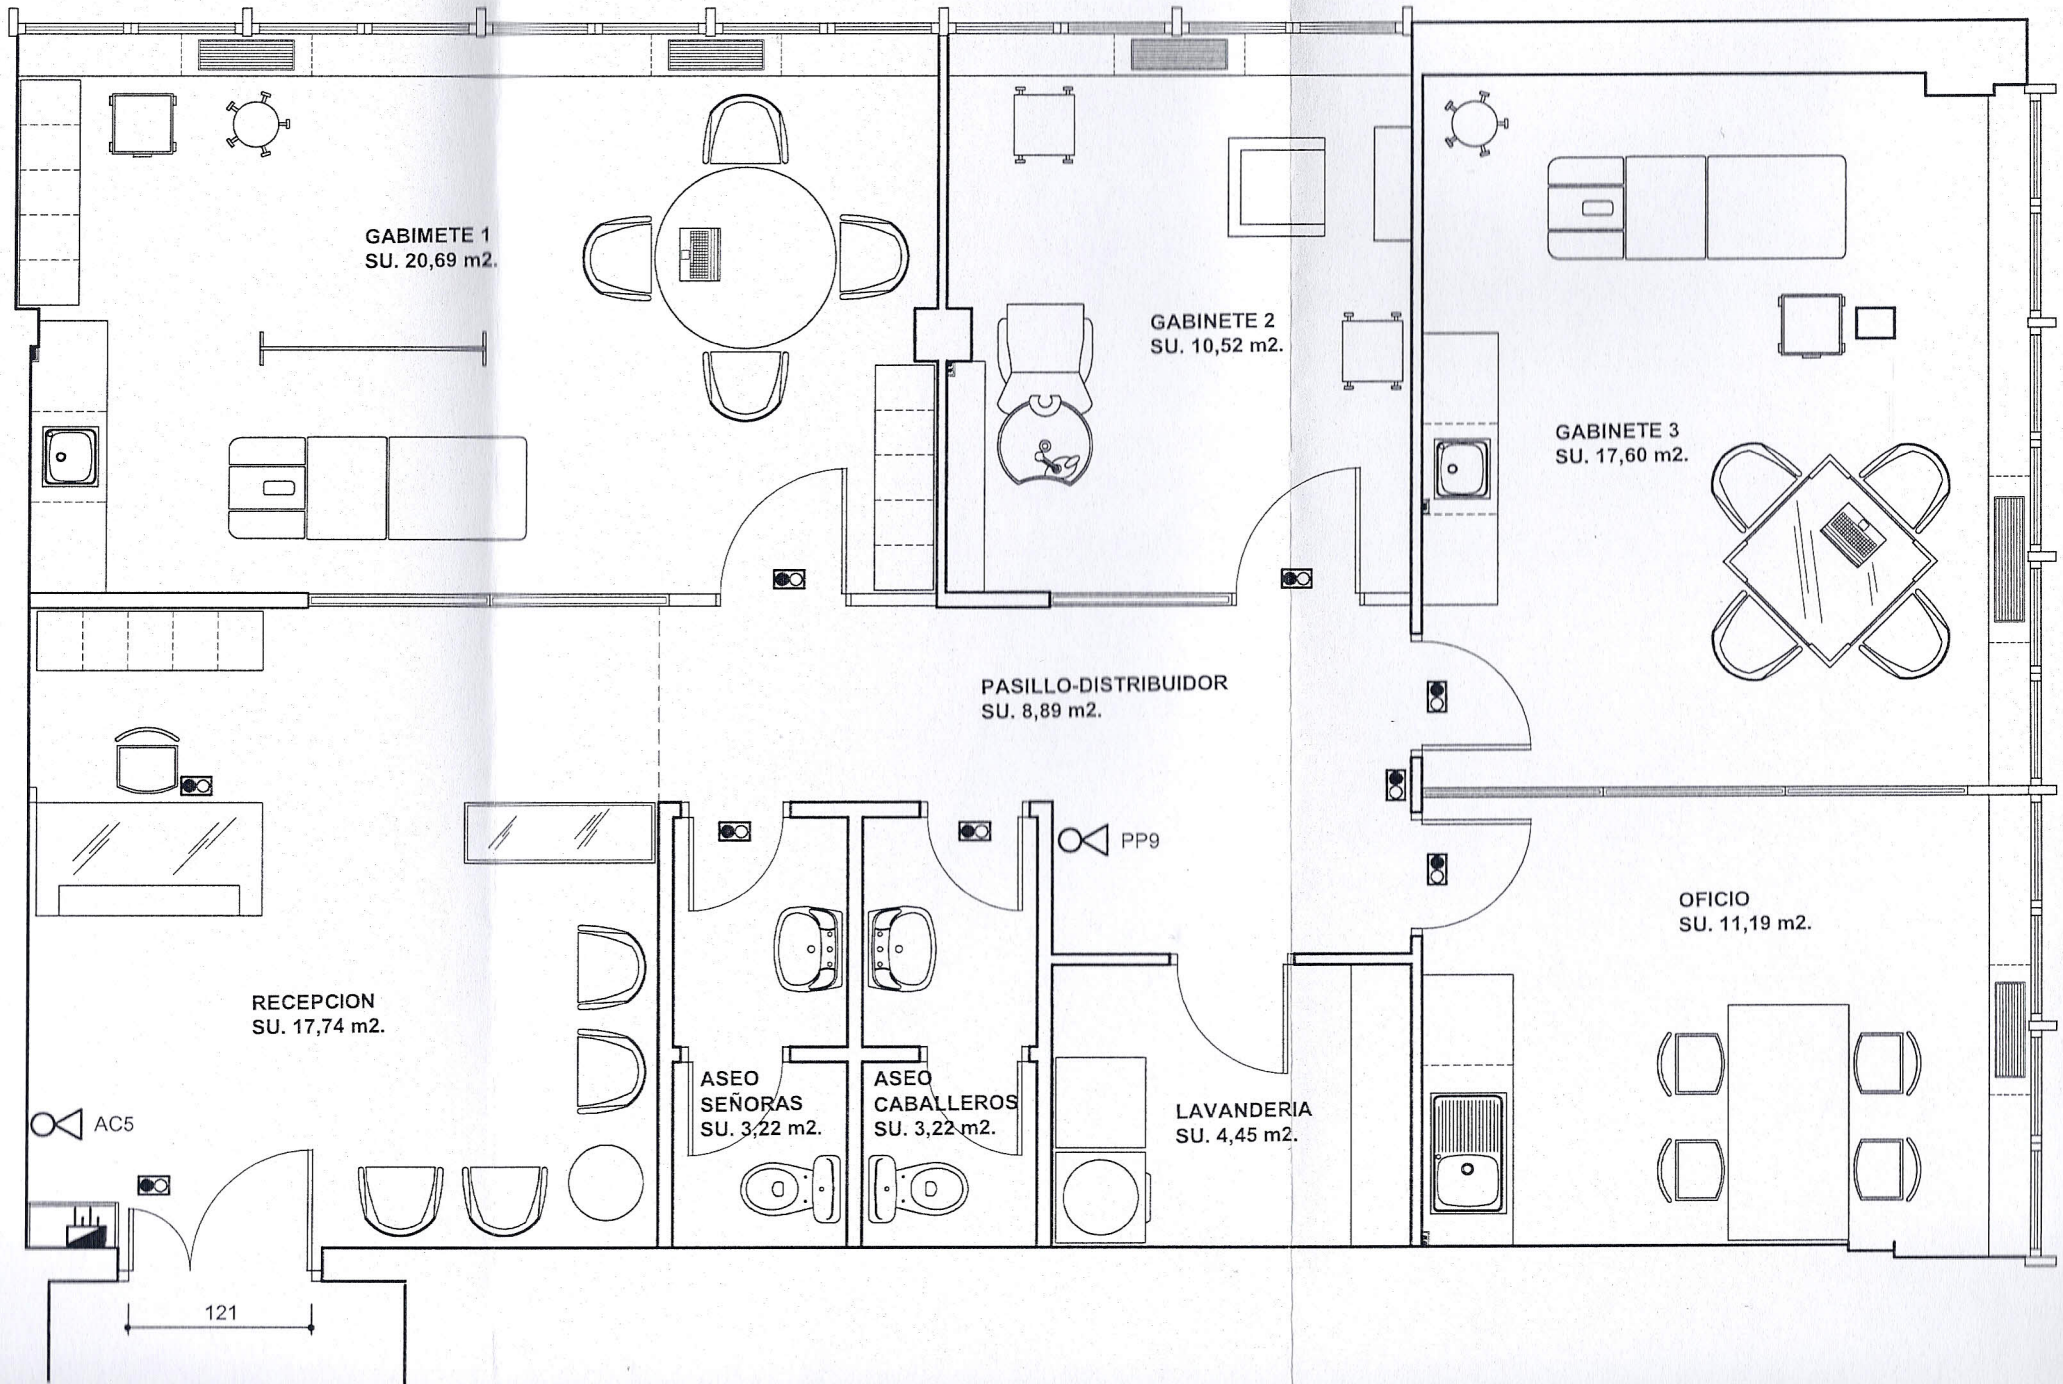 GABIMETE 1
SU. 20,69 m2.
GABINETE 2
SU. 10,52 m2.
GABINETE 3
SU. 17,60 m2.
PASILLO-DISTRIBUIDOR
SU. 8,89 m2.
PP9
OFICIO
SU. 11,19 m2.
RECEPCION
SU. 17,74 m2.
ASEO
SEÑORAS
SU. 3,22 m2.
ASEO
CABALLEROS
SU. 3,22 m2.
LAVANDERIA
SU. 4,45 m2.
AC5
121